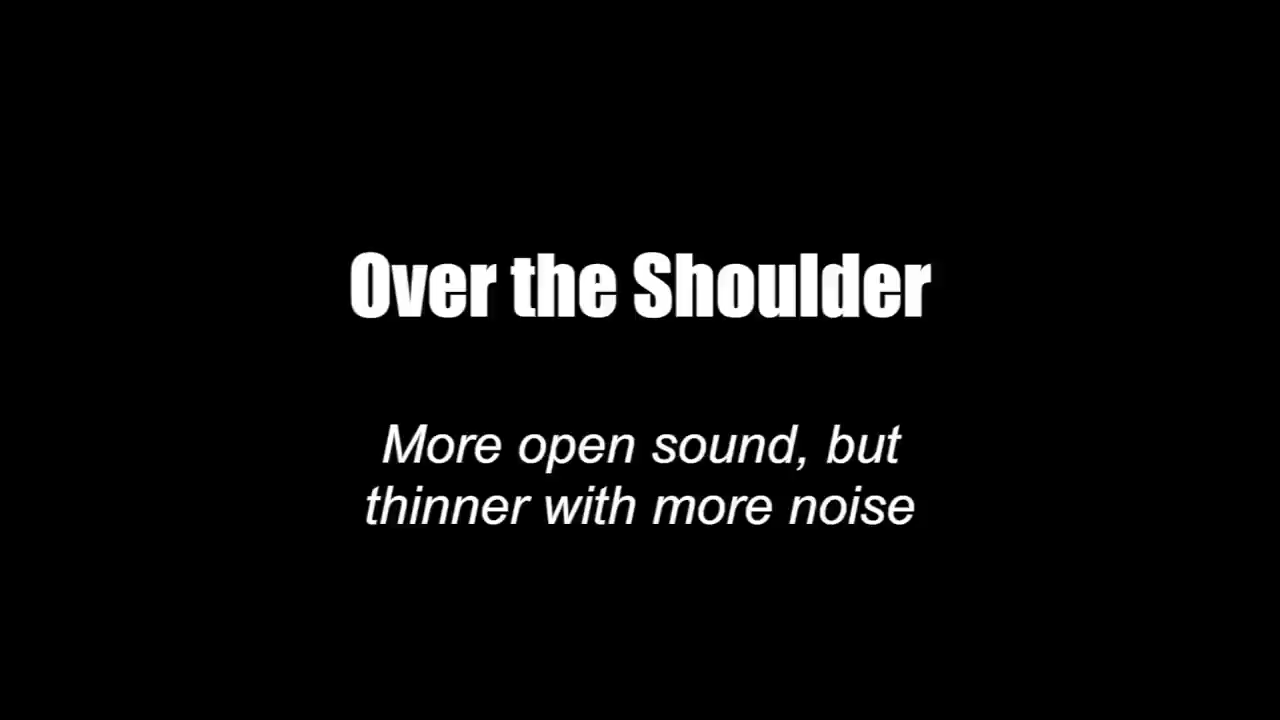 Over the Shoulder
More open sound, but
thinner with more noise